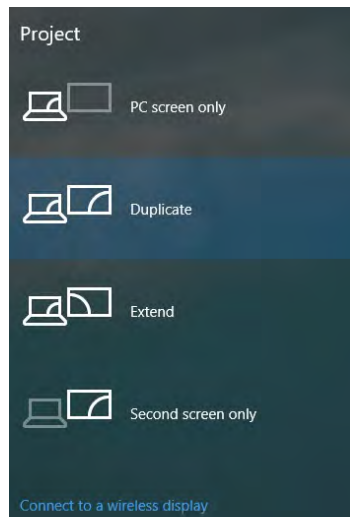 Project
PC screen only
Duplicate
Extend
Second screen only
Connect to a wireless display